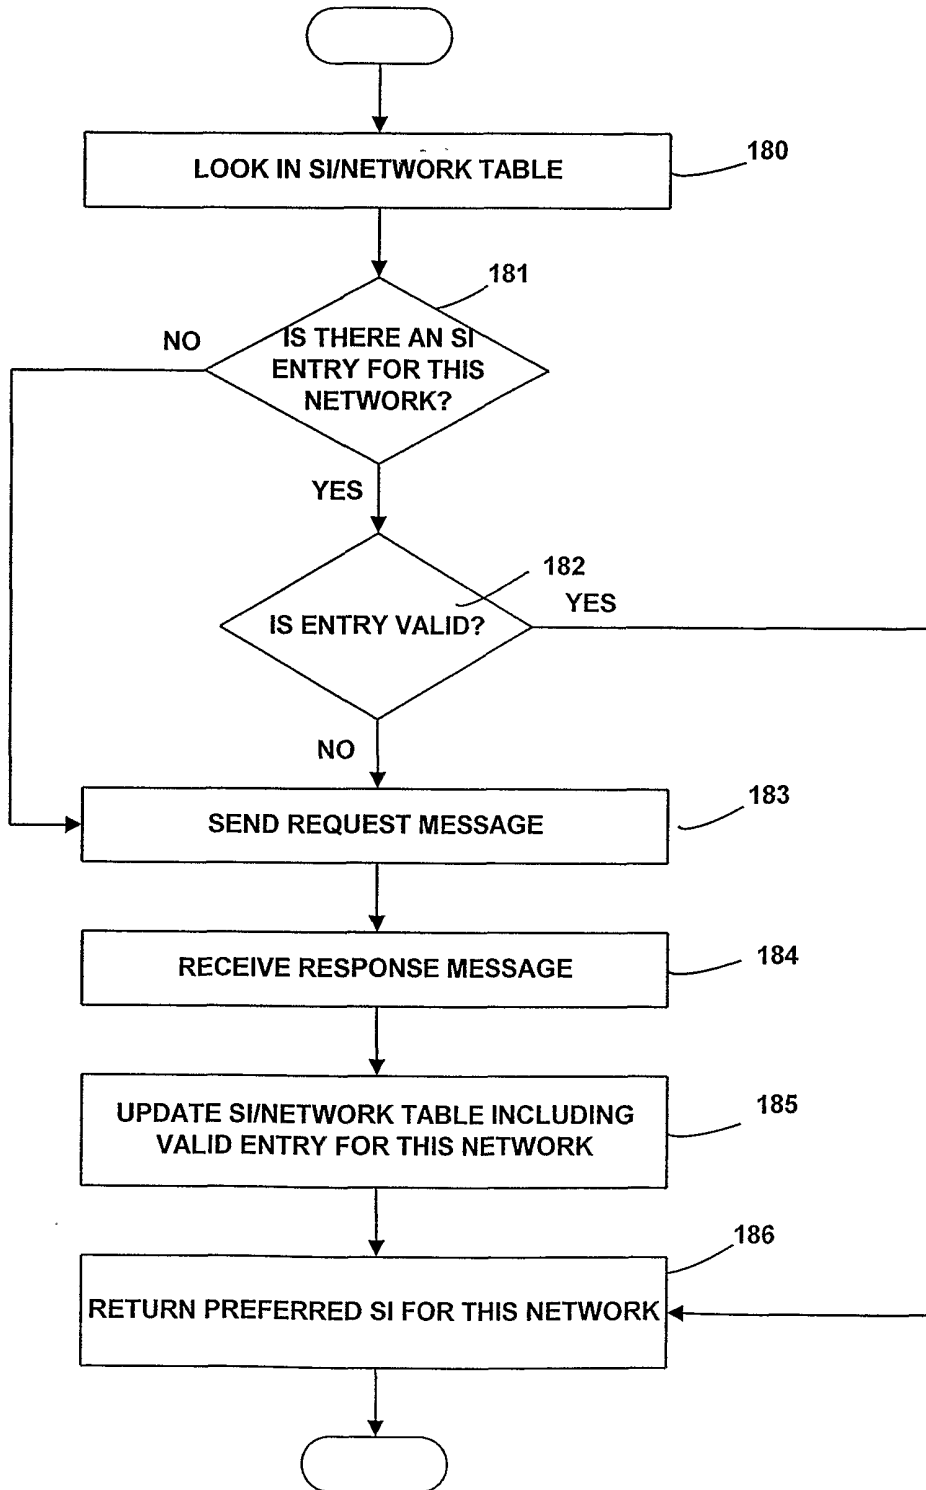 LOOK IN SI/NETWORK TABLE
180
181
NO
IS THERE AN SI
ENTRY FOR THIS
NETWORK?
YES
182
YES
IS ENTRY VALID?
NO
183
SEND REQUEST MESSAGE
184
RECEIVE RESPONSE MESSAGE
185
UPDATE SI/NETWORK TABLE INCLUDING
VALID ENTRY FOR THIS NETWORK
186
RETURN PREFERRED SI FOR THIS NETWORK